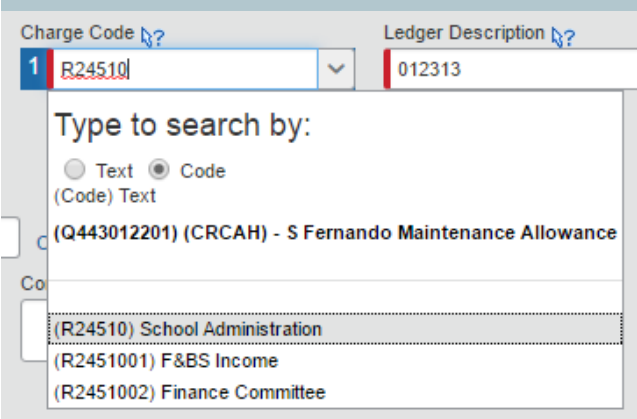 Charge Code ? Ledger Description ?
1 R24510 012313
Type to search by:
Text Code
(Code) Text
(Q443012201) (CRCAH) - S Fernando Maintenance Allowance
Co
(R24510) School Administration
(R2451001) F&BS Income
(R2451002) Finance Committee